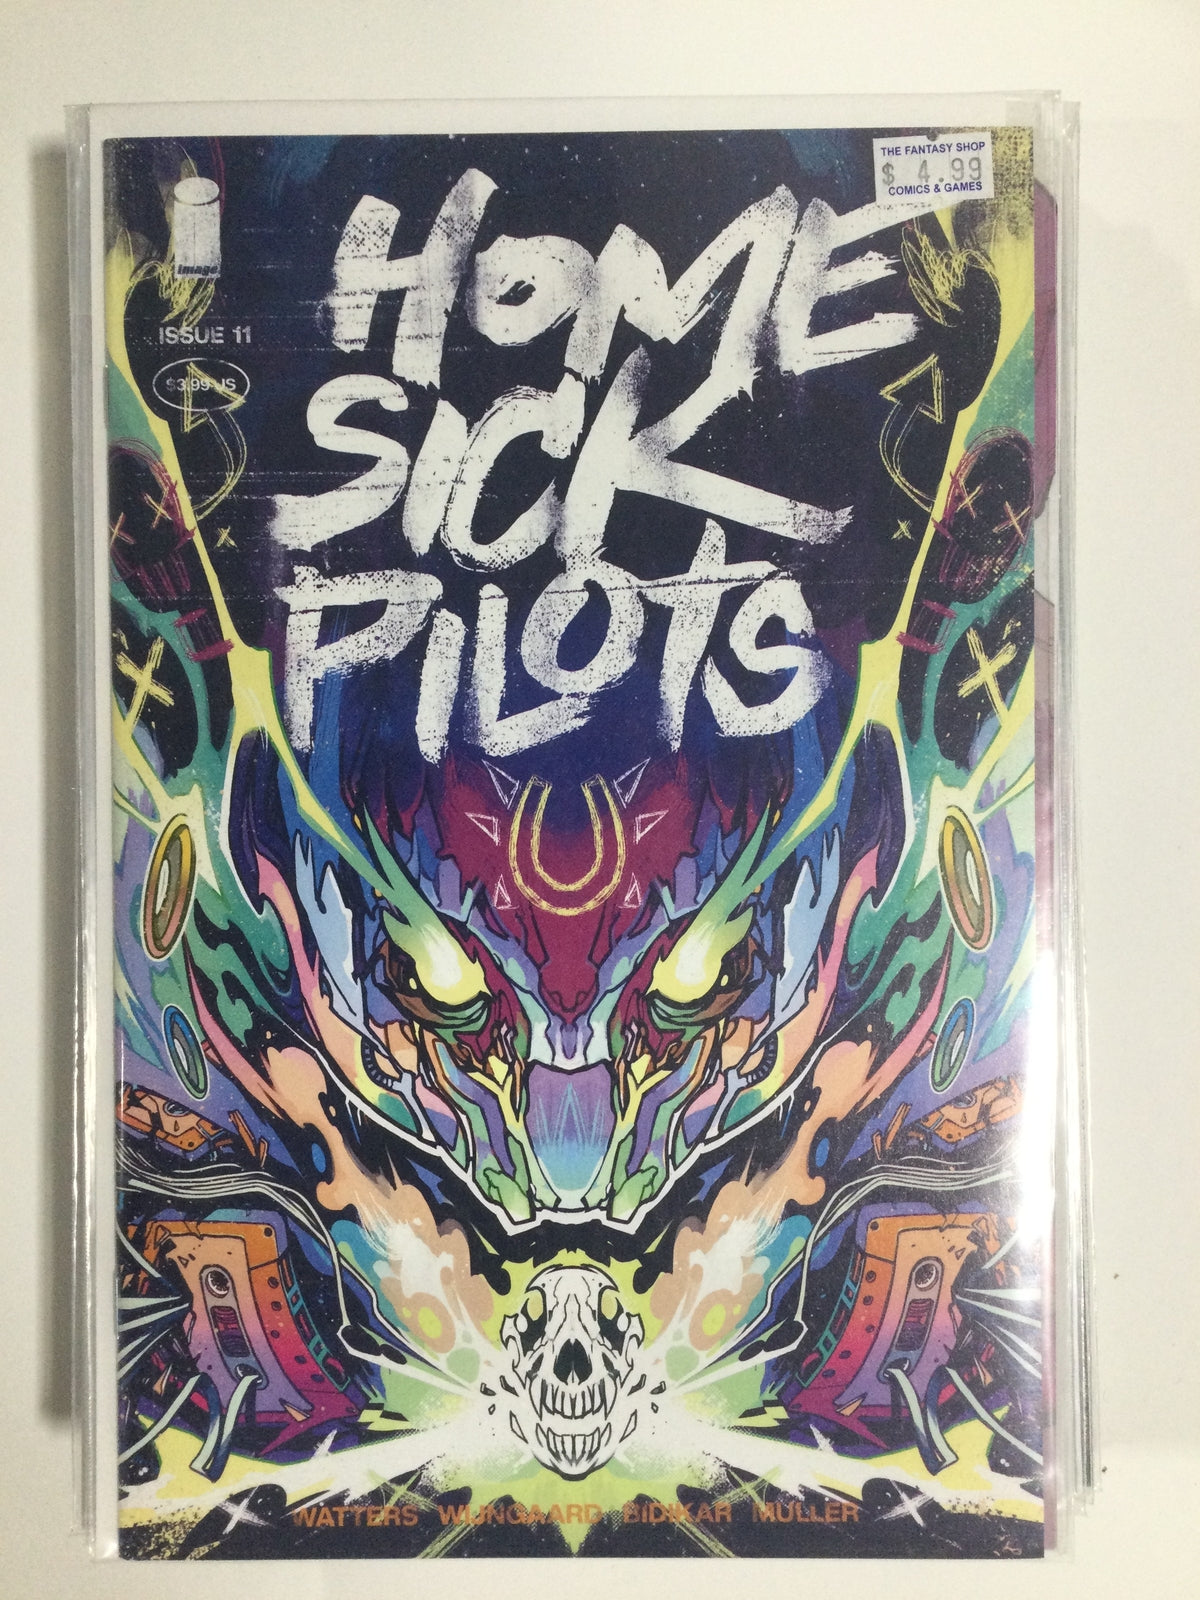 THE FANTASY SHOP
$ 4.99
COMICS & GAMES
image
HOME
SICK
PILOTS
ISSUE 11
$3.99 US
WATTERS WIJNGAARD BIDIKAR MULLER